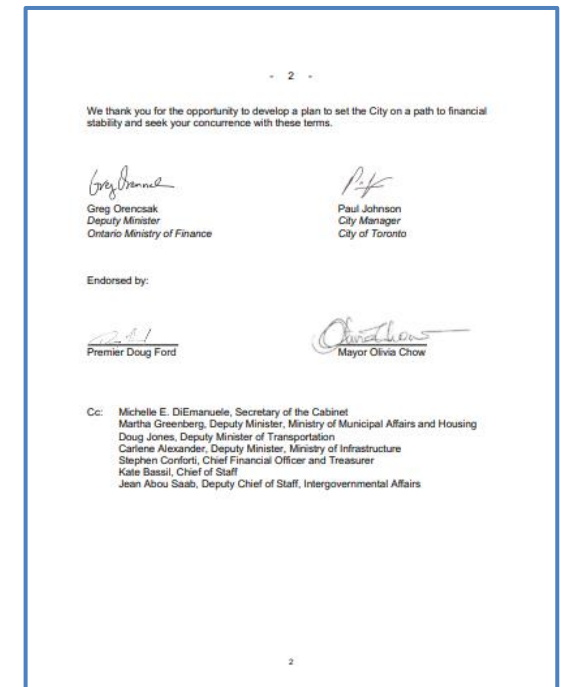 - 2 -
We thank you for the opportunity to develop a plan to set the City on a path to financial
stability and seek your concurrence with these terms.
Greg Orencsak
Deputy Minister
Ontario Ministry of Finance
Paul Johnson
City Manager
City of Toronto
Endorsed by:
Olivia Chow
Premier Doug Ford
Mayor Olivia Chow
Cc: Michelle E. DiEmanuele, Secretary of the Cabinet
Martha Greenberg, Deputy Minister, Ministry of Municipal Affairs and Housing
Doug Jones, Deputy Minister of Transportation
Carlene Alexander, Deputy Minister, Ministry of Infrastructure
Stephen Conforti, Chief Financial Officer and Treasurer
Kate Bassil, Chief of Staff
Jean Abou Saab, Deputy Chief of Staff, Intergovernmental Affairs
2